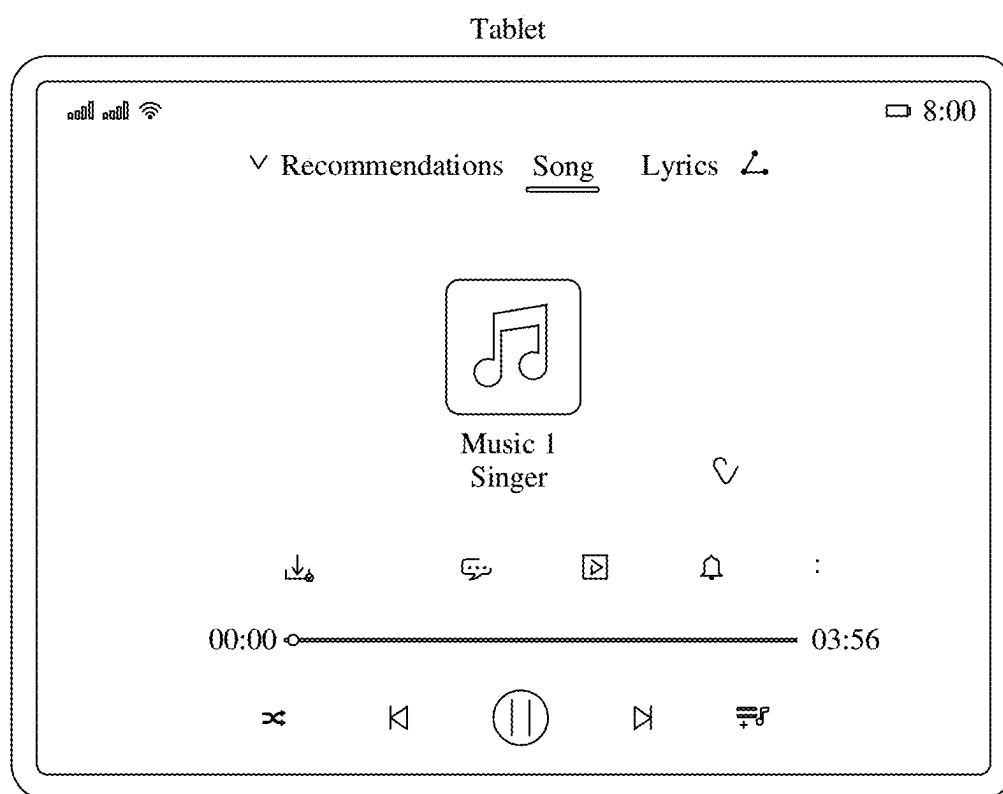 Tablet
8:00
Recommendations Song Lyrics
Music 1
Singer
00:00 03:56